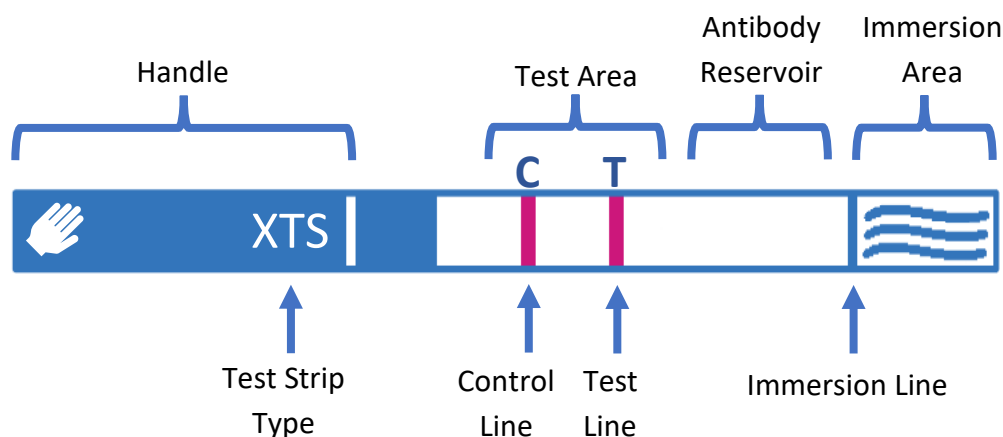 Handle
Test Area
Antibody
Reservoir
Immersion
Area
C
T
XTS
Test Strip
Type
Control
Line
Test
Line
Immersion Line